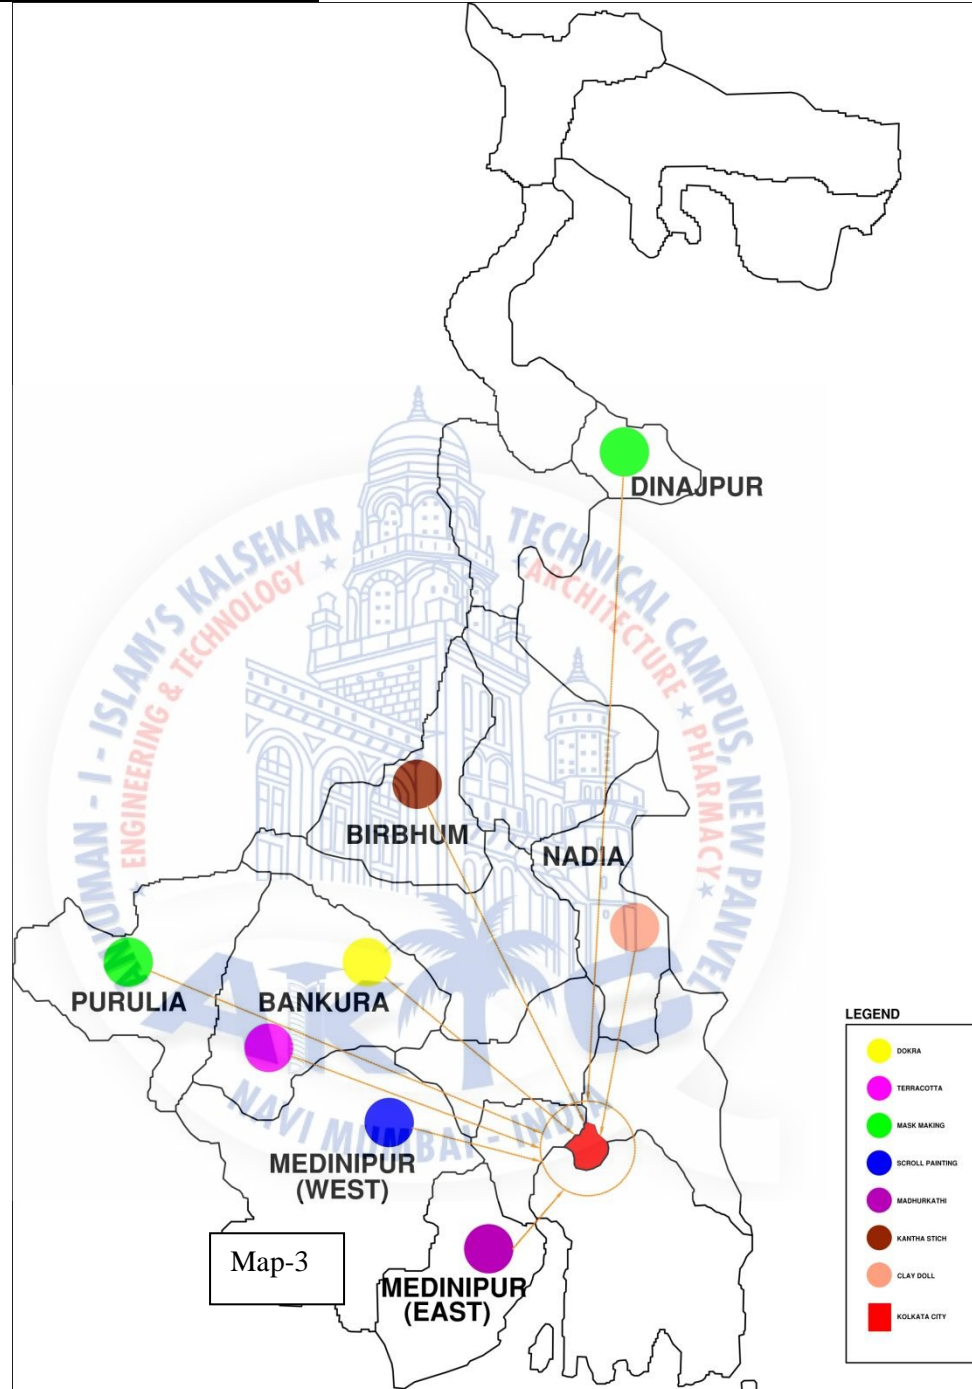 DINAJPUR
BIRBHUM
NADIA
PURULIA
BANKURA
MEDINIPUR
(WEST)
MEDINIPUR
(EAST)
Map-3
LEGEND
DOKRA
TERRACOTTA
MASK MAKING
SCROLL PAINTING
MADHURKATHI
KANTHA STICH
CLAY DOLL
KOLKATA CITY
ANJUMAN - I - ISLAM'S KALSEKAR TECHNICAL CAMPUS, NEW PANVEL
ENGINEERING & TECHNOLOGY ★ ★ ARCHITECTURE ★ PHARMACY ★
AIKTC
NAVI MUMBAI - INDIA